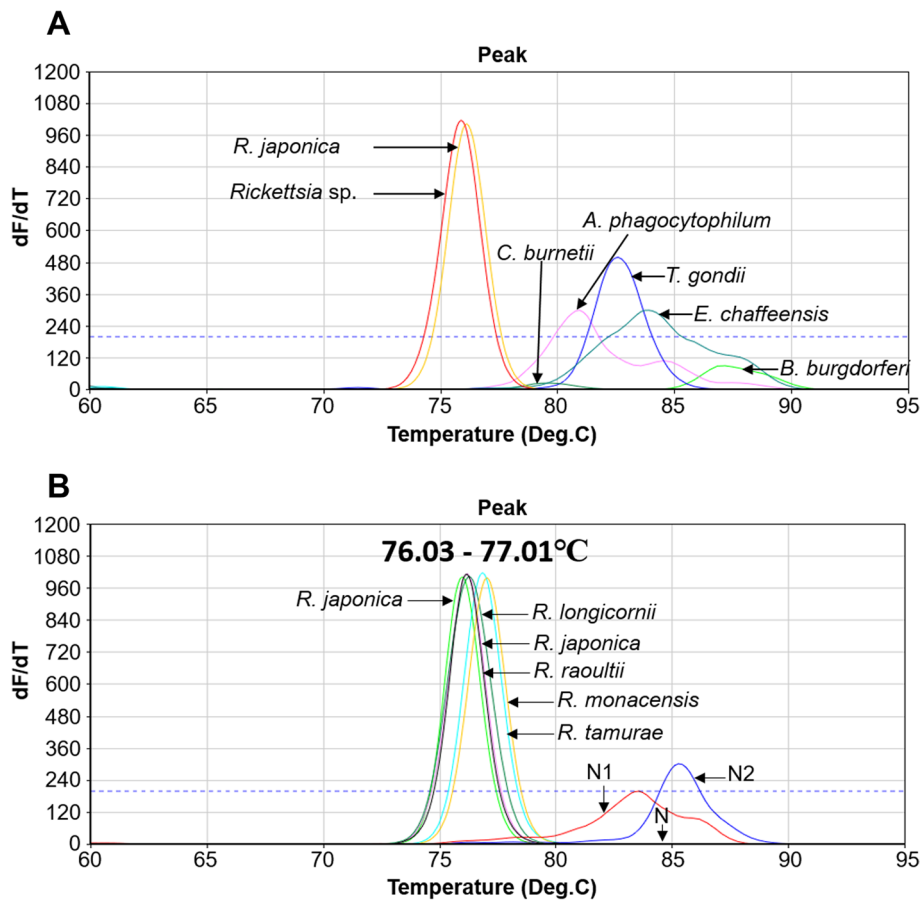 A
Peak
1200
1080
960
840
720
600
480
360
240
120
0
dF/dT
R. japonica
Rickettsia sp.
A. phagocytophilum
C. burnetii
T. gondii
E. chaffeensis
B. burgdorferi
60 65 70 75 80 85 90 95
Temperature (Deg.C)
B
Peak
1200
1080
960
840
720
600
480
360
240
120
0
dF/dT
76.03 - 77.01℃
R. japonica
R. longicornii
R. japonica
R. raoultii
R. monacensis
R. tamurae
N1
N2
N
60 65 70 75 80 85 90 95
Temperature (Deg.C)